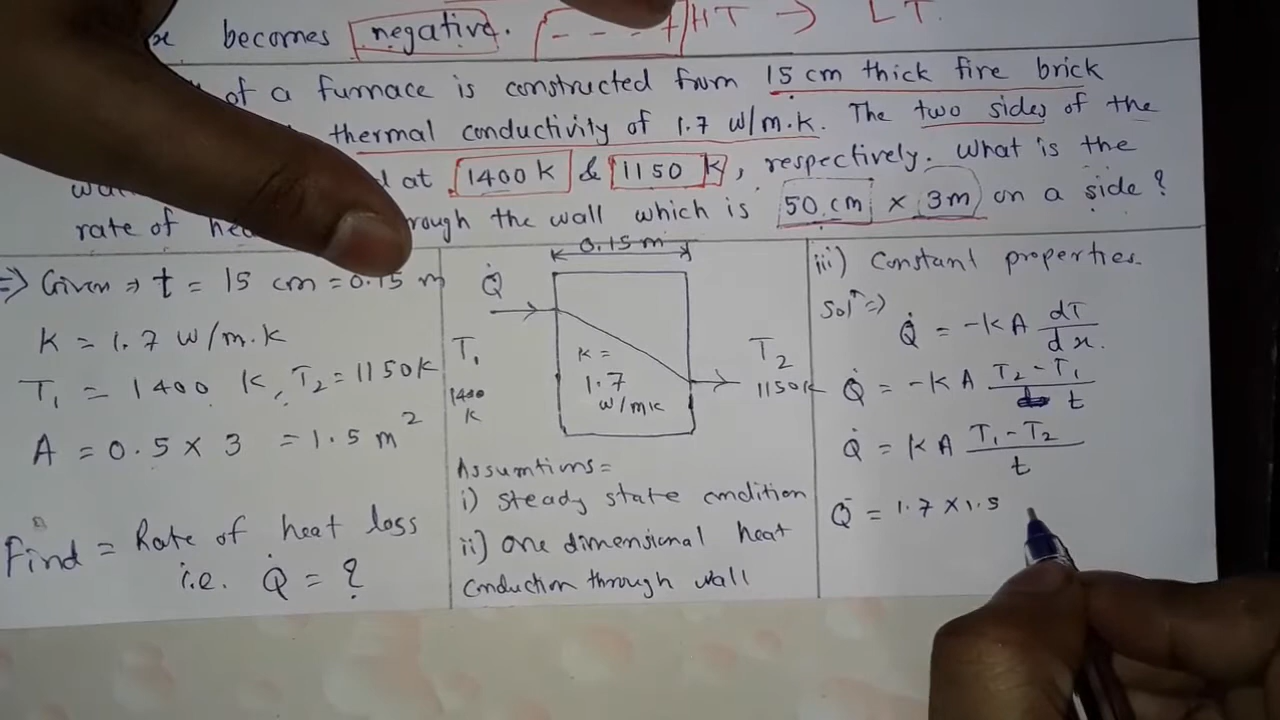 x becomes negative. - - - + HT → LT.
of a furnace is constructed from 15 cm thick fire brick
thermal conductivity of 1.7 W/m.K. The two sides of the
at 1400 K & 1150 K, respectively. What is the
rate of through the wall which is 50 cm × 3m on a side?
=> Given → t = 15 cm = 0.15 m
K = 1.7 W/m.K
T1 = 1400 K, T2 = 1150K
A = 0.5 × 3 = 1.5 m²
Find = Rate of heat loss
i.e. Q̇ = ?
0.15 m
Q̇
T1
1400
K
K =
1.7
W/mK
T2
1150K
Assumtims =
i) steady state condition
ii) one dimensional heat
conduction through wall
iii) Constant properties.
Solⁿ =>
Q̇ = -KA dT/dx.
Q̇ = -KA T2-T1/t
Q̇ = KA T1-T2/t
Q̇ = 1.7 × 1.5